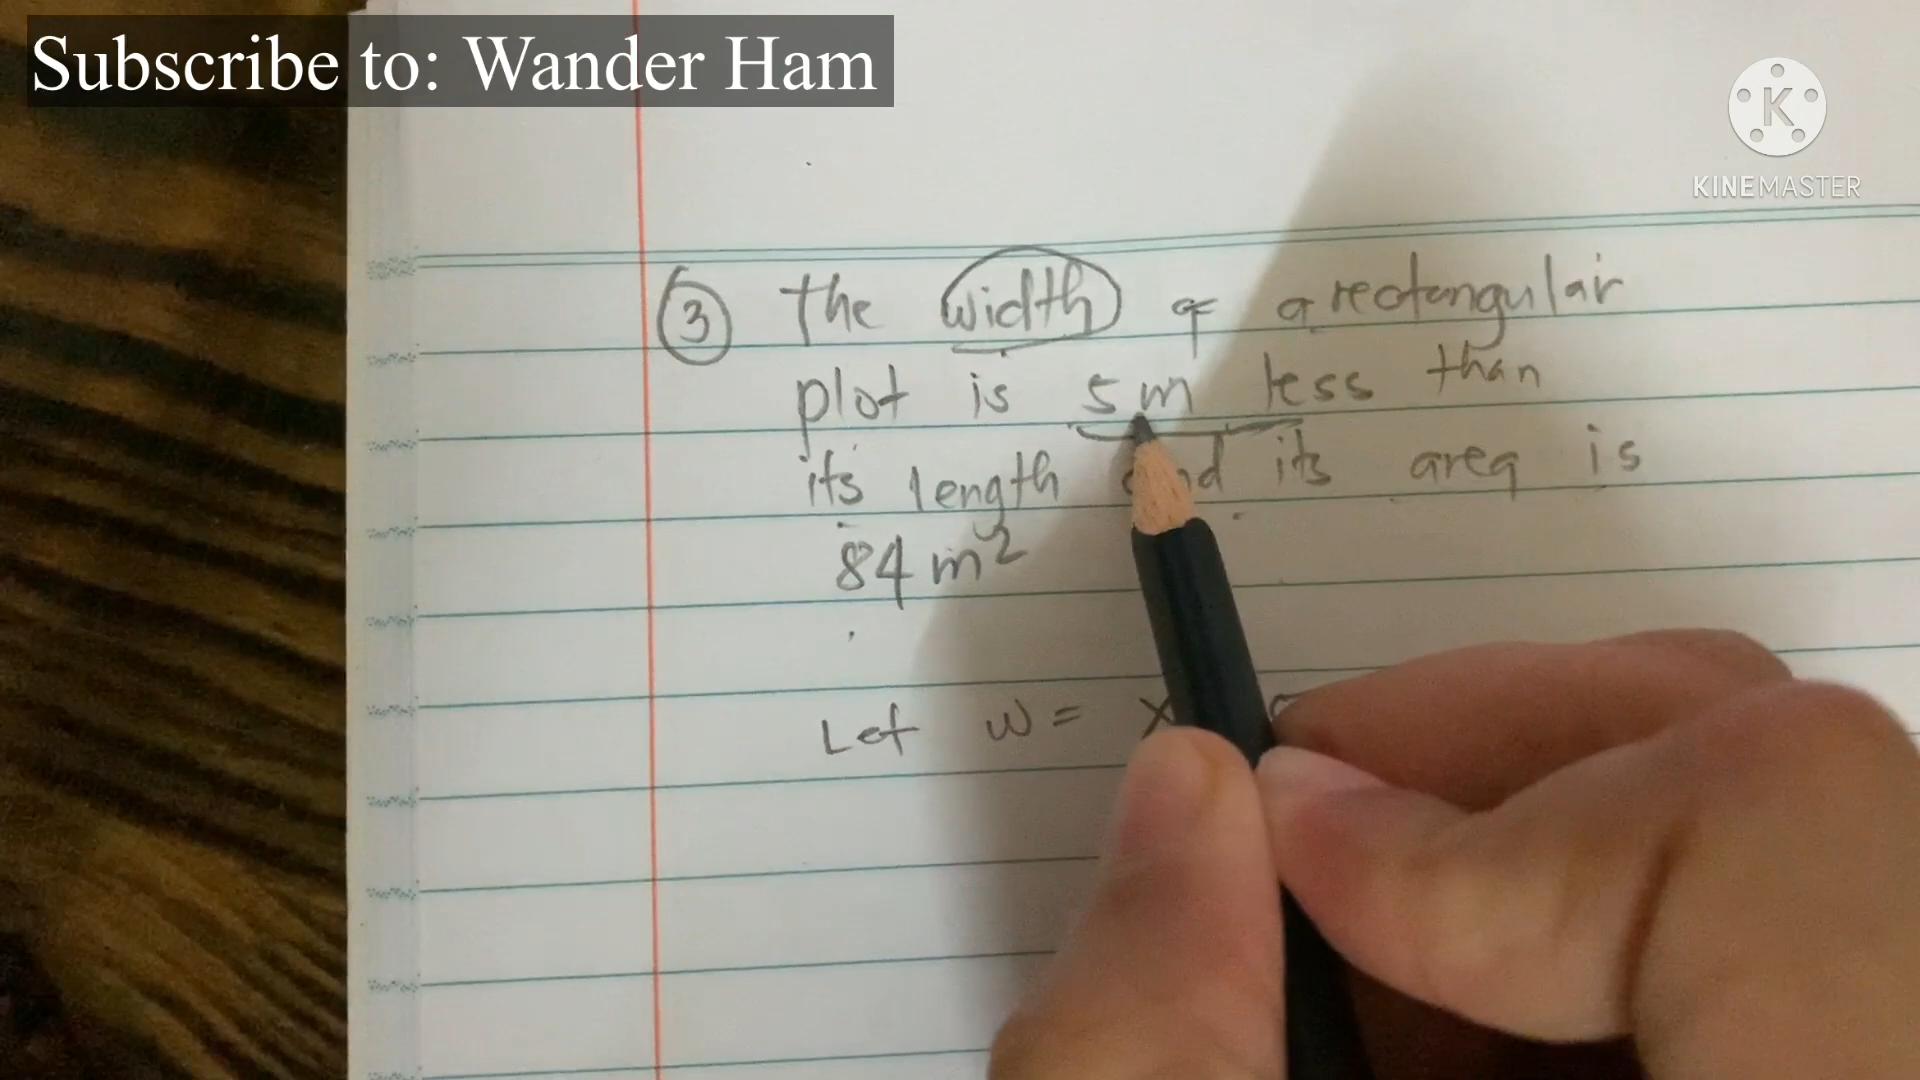 Subscribe to: Wander Ham
KINEMASTER
3 The width of a rectangular
plot is 5m less than
its length and its area is
84 m²
Let w = x